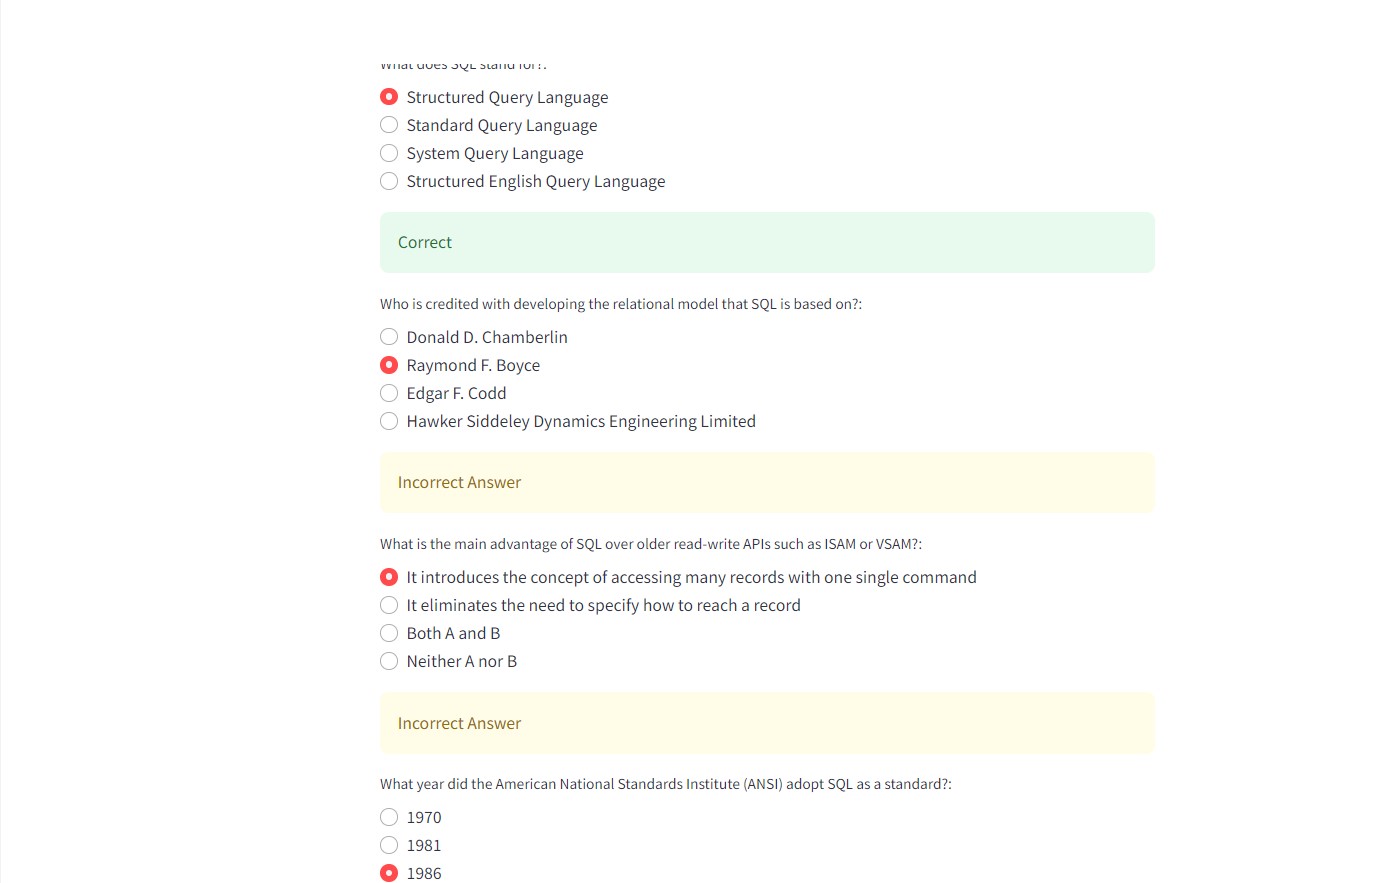 What does SQL stand for?:
Structured Query Language
Standard Query Language
System Query Language
Structured English Query Language
Correct
Who is credited with developing the relational model that SQL is based on?:
Donald D. Chamberlin
Raymond F. Boyce
Edgar F. Codd
Hawker Siddeley Dynamics Engineering Limited
Incorrect Answer
What is the main advantage of SQL over older read-write APIs such as ISAM or VSAM?:
It introduces the concept of accessing many records with one single command
It eliminates the need to specify how to reach a record
Both A and B
Neither A nor B
Incorrect Answer
What year did the American National Standards Institute (ANSI) adopt SQL as a standard?:
1970
1981
1986